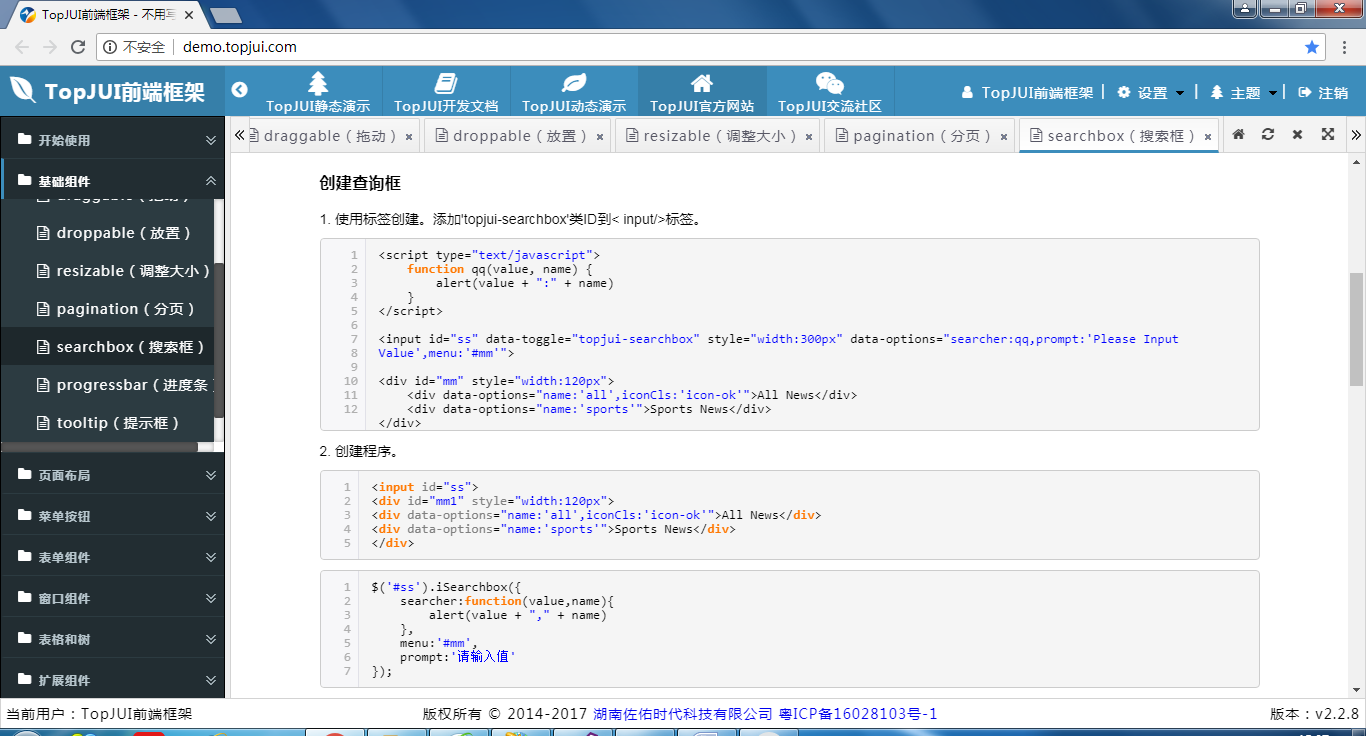 TopJUI前端框架 - 不用写
不安全 demo.topjui.com
TopJUI前端框架
TopJUI静态演示 TopJUI开发文档 TopJUI动态演示 TopJUI官方网站 TopJUI交流社区
TopJUI前端框架 | 设置 | 主题 | 注销
draggable（拖动） droppable（放置） resizable（调整大小） pagination（分页） searchbox（搜索框）
开始使用
基础组件
draggable（拖动）
droppable（放置）
resizable（调整大小）
pagination（分页）
searchbox（搜索框）
progressbar（进度条）
tooltip（提示框）
页面布局
菜单按钮
表单组件
窗口组件
表格和树
扩展组件
创建查询框
1. 使用标签创建。添加'topjui-searchbox'类ID到< input/>标签。
1 <script type="text/javascript">
2 function qq(value, name) {
3 alert(value + ":" + name)
4 }
5 </script>
6
7 <input id="ss" data-toggle="topjui-searchbox" style="width:300px" data-options="searcher:qq,prompt:'Please Input
8 Value',menu:'#mm'">
9
10 <div id="mm" style="width:120px">
11 <div data-options="name:'all',iconCls:'icon-ok'">All News</div>
12 <div data-options="name:'sports'">Sports News</div>
</div>
2. 创建程序。
1 <input id="ss">
2 <div id="mm1" style="width:120px">
3 <div data-options="name:'all',iconCls:'icon-ok'">All News</div>
4 <div data-options="name:'sports'">Sports News</div>
5 </div>
1 $('#ss').iSearchbox({
2 searcher:function(value,name){
3 alert(value + "," + name)
4 },
5 menu:'#mm',
6 prompt:'请输入值'
7 });
当前用户：TopJUI前端框架 版权所有 © 2014-2017 湖南佐佑时代科技有限公司 粤ICP备16028103号-1 版本：v2.2.8